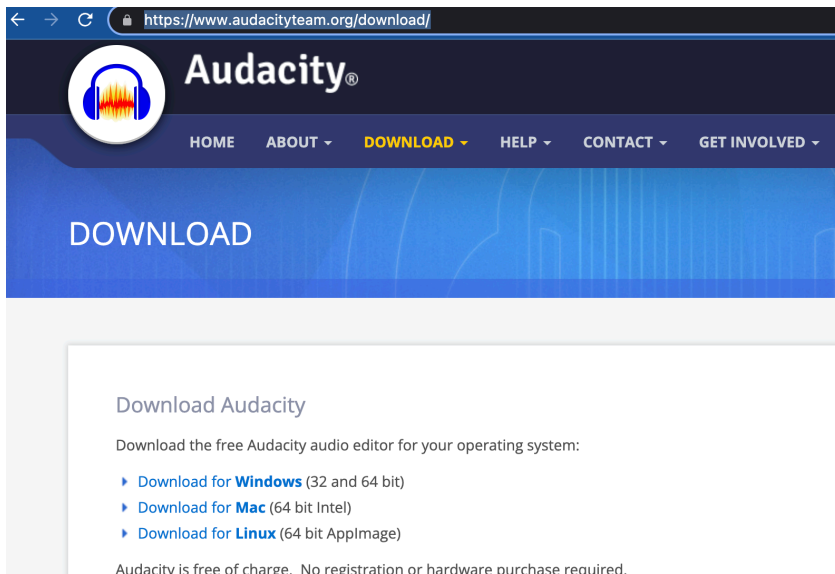 https://www.audacityteam.org/download/
Audacity®
HOME ABOUT DOWNLOAD HELP CONTACT GET INVOLVED
DOWNLOAD
Download Audacity
Download the free Audacity audio editor for your operating system:
Download for Windows (32 and 64 bit)
Download for Mac (64 bit Intel)
Download for Linux (64 bit AppImage)
Audacity is free of charge. No registration or hardware purchase required.